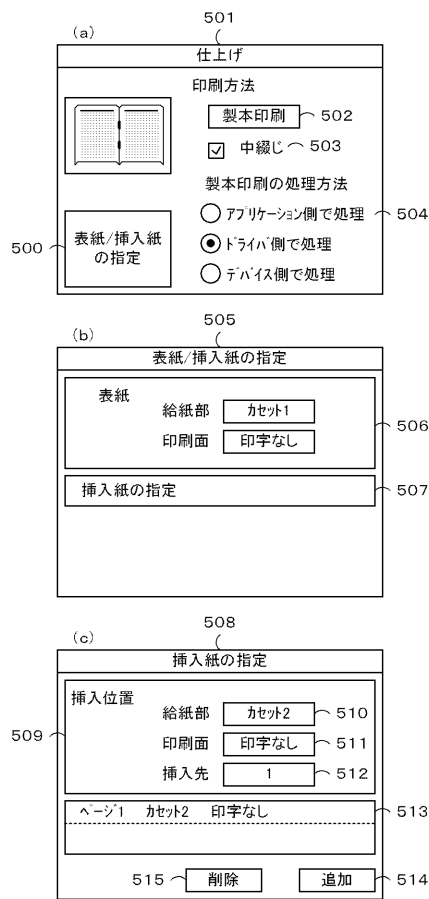 501
(a)
仕上げ
印刷方法
製本印刷 502
中綴じ 503
製本印刷の処理方法
ｱﾌﾟﾘｹｰｼｮﾝ側で処理 504
500 表紙/挿入紙
の指定
ﾄﾞﾗｲﾊﾞ側で処理
ﾃﾞﾊﾞｲｽ側で処理
505
(b)
表紙/挿入紙の指定
表紙
給紙部 ｶｾｯﾄ1
506
印刷面 印字なし
挿入紙の指定 507
508
(c)
挿入紙の指定
挿入位置
給紙部 ｶｾｯﾄ2 510
509
印刷面 印字なし 511
挿入先 1 512
ﾍﾟｰｼﾞ1 ｶｾｯﾄ2 印字なし 513
515 削除 追加 514